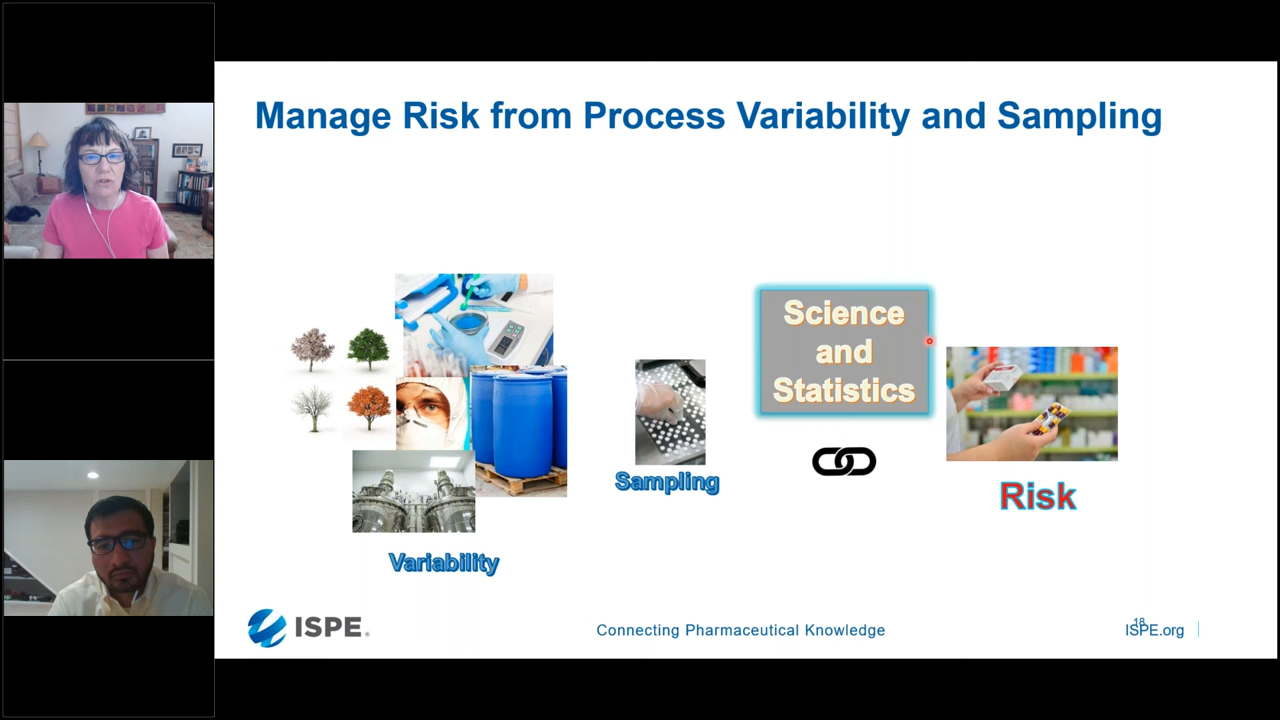 Manage Risk from Process Variability and Sampling
Science
and
Statistics
Sampling
Risk
Variability
ISPE®
Connecting Pharmaceutical Knowledge
18
ISPE.org